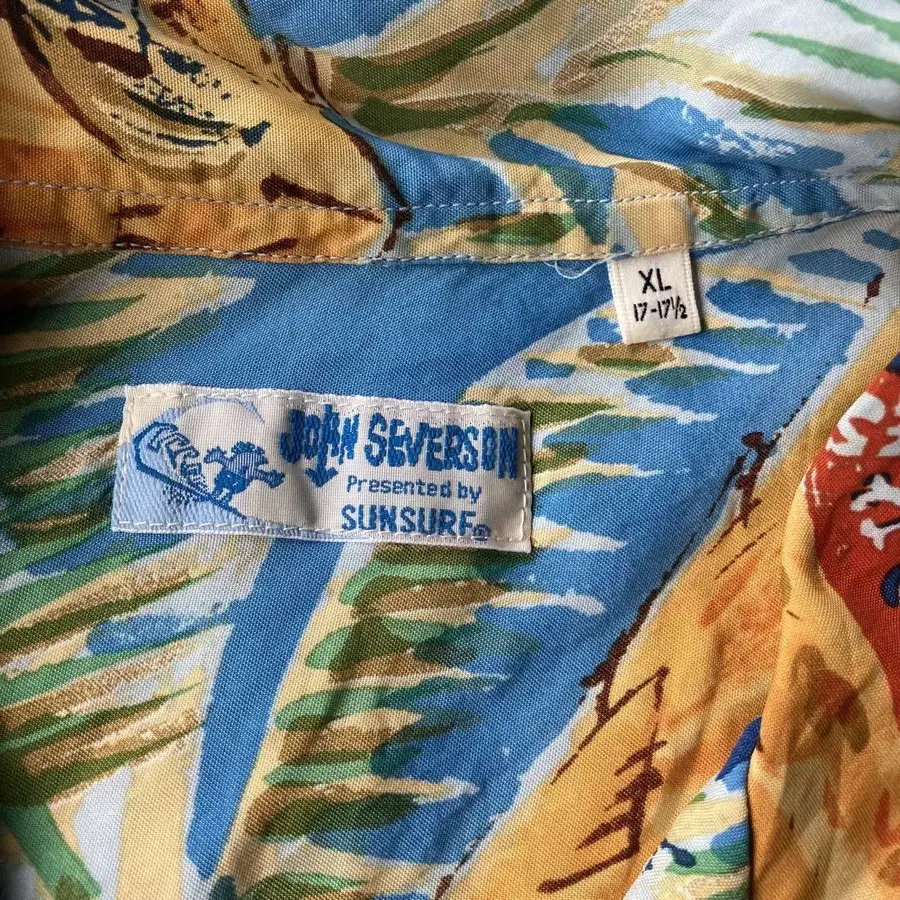 XL
17-17½
JOHN SEVERSON
Presented by
SUNSURF®